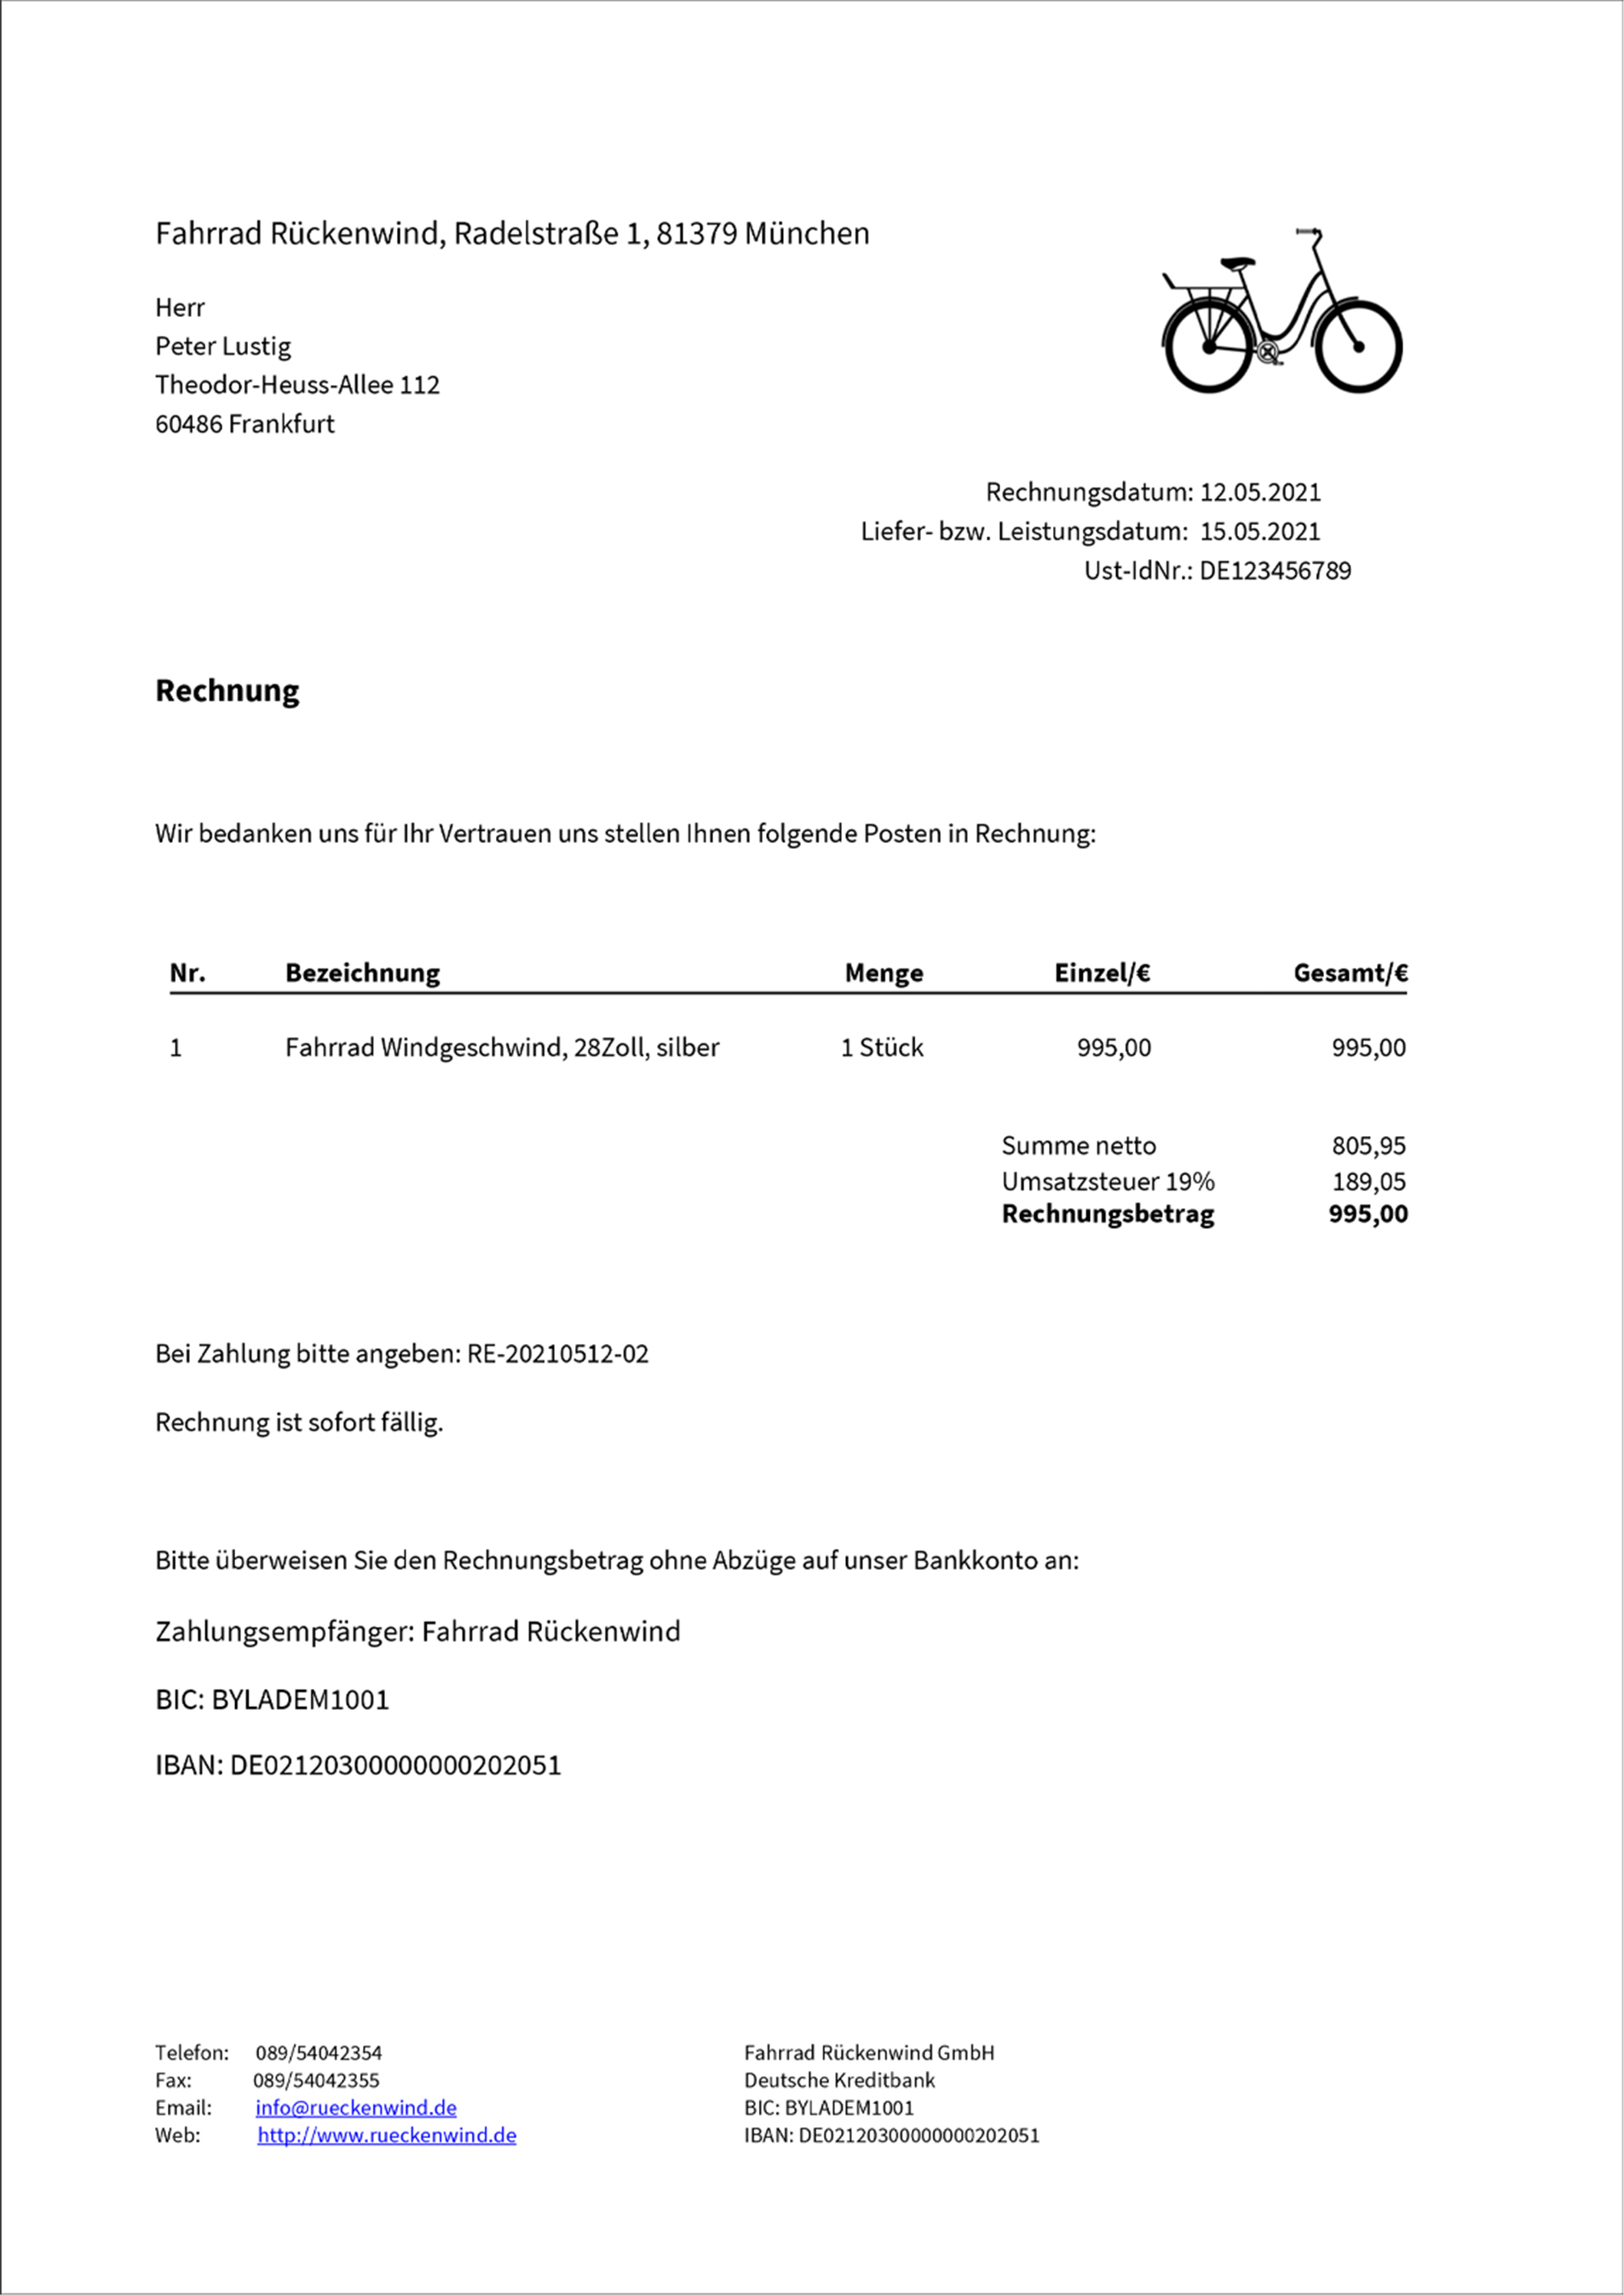 Fahrrad Rückenwind, Radelstraße 1, 81379 München
Herr
Peter Lustig
Theodor-Heuss-Allee 112
60486 Frankfurt
Rechnungsdatum: 12.05.2021
Liefer- bzw. Leistungsdatum: 15.05.2021
Ust-IdNr.: DE123456789
Rechnung
Wir bedanken uns für Ihr Vertrauen uns stellen Ihnen folgende Posten in Rechnung:
Nr. Bezeichnung Menge Einzel/€ Gesamt/€
1 Fahrrad Windgeschwind, 28Zoll, silber 1 Stück 995,00 995,00
Summe netto 805,95
Umsatzsteuer 19% 189,05
Rechnungsbetrag 995,00
Bei Zahlung bitte angeben: RE-20210512-02
Rechnung ist sofort fällig.
Bitte überweisen Sie den Rechnungsbetrag ohne Abzüge auf unser Bankkonto an:
Zahlungsempfänger: Fahrrad Rückenwind
BIC: BYLADEM1001
IBAN: DE02120300000000202051
Telefon: 089/54042354
Fax: 089/54042355
Email: info@rueckenwind.de
Web: http://www.rueckenwind.de
Fahrrad Rückenwind GmbH
Deutsche Kreditbank
BIC: BYLADEM1001
IBAN: DE02120300000000202051